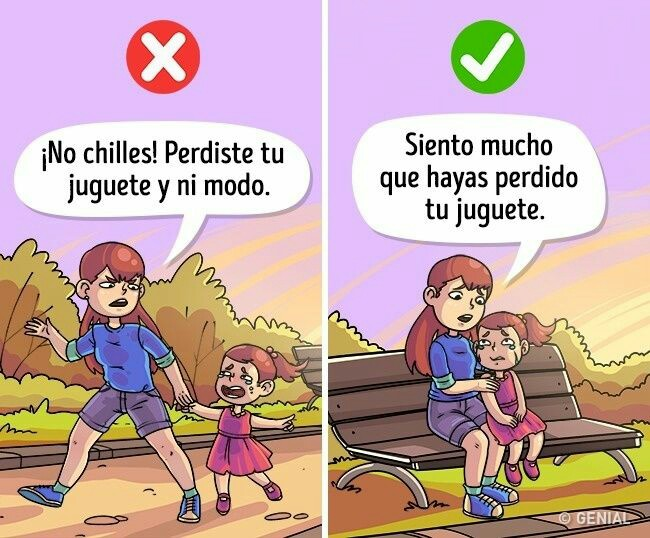 ¡No chilles! Perdiste tu
juguete y ni modo.
Siento mucho
que hayas perdido
tu juguete.
© GENIAL